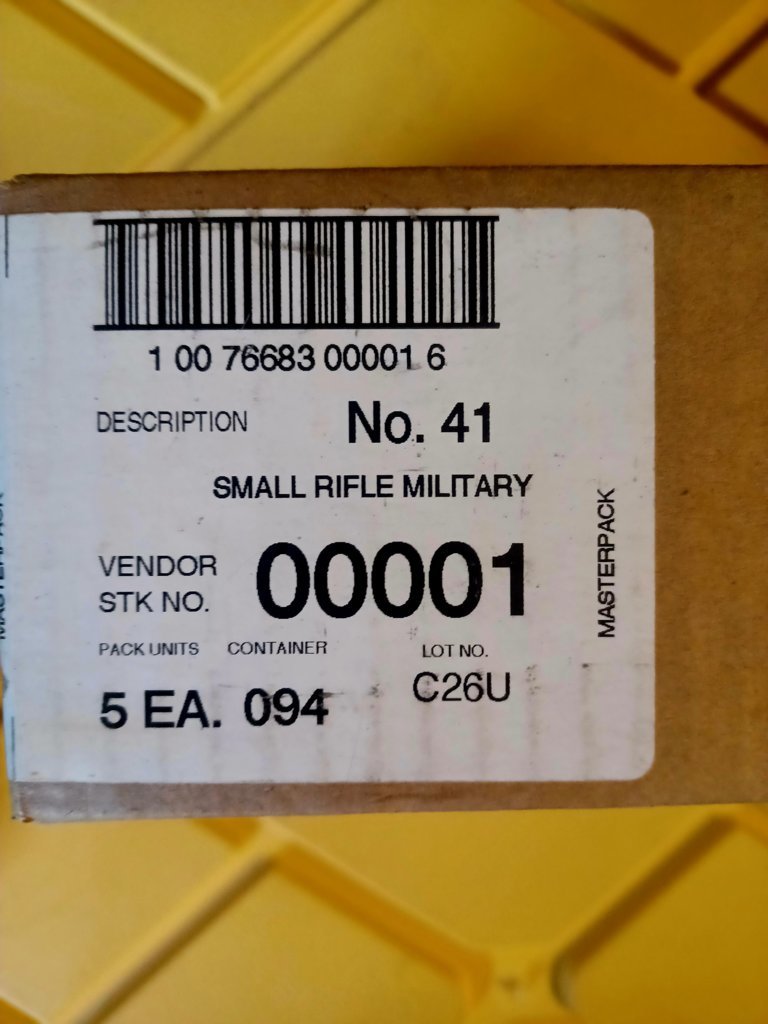 1 00 76683 00001 6
DESCRIPTION No. 41
SMALL RIFLE MILITARY
VENDOR
STK NO. 00001
PACK UNITS CONTAINER LOT NO.
5 EA. 094 C26U
MASTERPACK